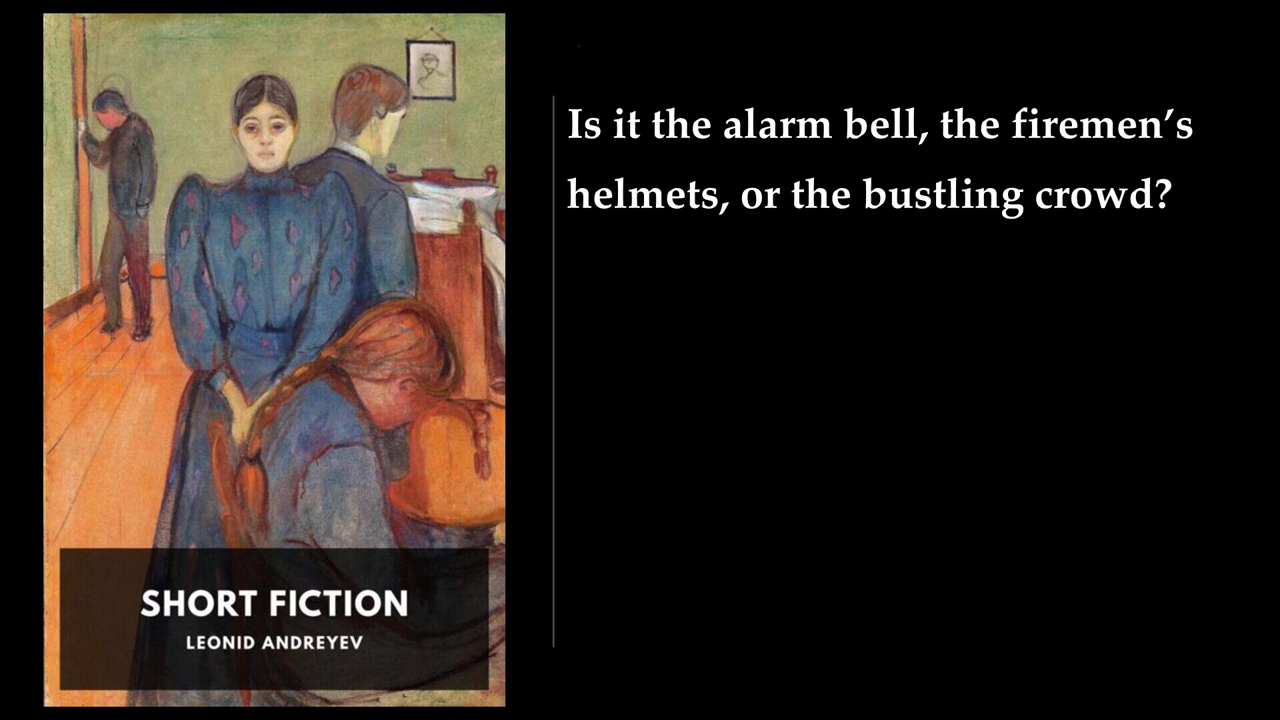 Is it the alarm bell, the firemen’s
helmets, or the bustling crowd?
SHORT FICTION
LEONID ANDREYEV